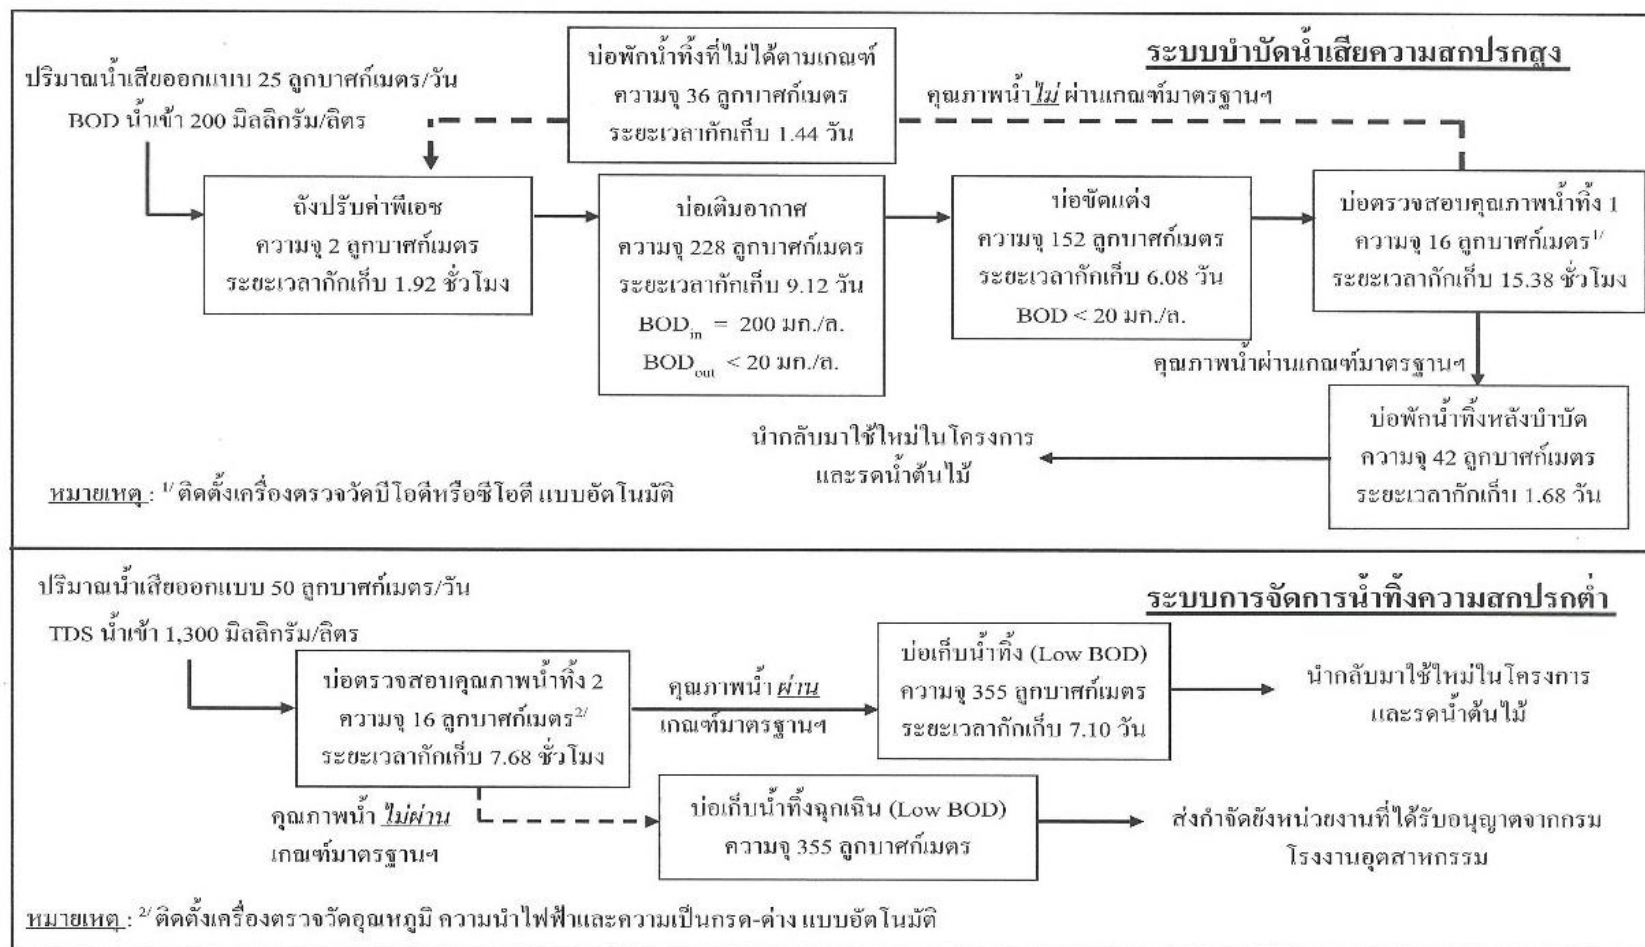 ระบบบำบัดน้ำเสียความสกปรกสูง
ปริมาณน้ำเสียออกแบบ 25 ลูกบาศก์เมตร/วัน
BOD น้ำเข้า 200 มิลลิกรัม/ลิตร
บ่อพักน้ำทิ้งที่ไม่ได้ตามเกณฑ์
ความจุ 36 ลูกบาศก์เมตร
ระยะเวลากักเก็บ 1.44 วัน
คุณภาพน้ำไม่ ผ่านเกณฑ์มาตรฐานฯ
ถังปรับค่าพีเอช
ความจุ 2 ลูกบาศก์เมตร
ระยะเวลากักเก็บ 1.92 ชั่วโมง
บ่อเติมอากาศ
ความจุ 228 ลูกบาศก์เมตร
ระยะเวลากักเก็บ 9.12 วัน
BODin = 200 มก./ล.
BODout < 20 มก./ล.
บ่อขัดแต่ง
ความจุ 152 ลูกบาศก์เมตร
ระยะเวลากักเก็บ 6.08 วัน
BOD < 20 มก./ล.
บ่อตรวจสอบคุณภาพน้ำทิ้ง 1
ความจุ 16 ลูกบาศก์เมตร1/
ระยะเวลากักเก็บ 15.38 ชั่วโมง
คุณภาพน้ำผ่านเกณฑ์มาตรฐานฯ
บ่อพักน้ำทิ้งหลังบำบัด
ความจุ 42 ลูกบาศก์เมตร
ระยะเวลากักเก็บ 1.68 วัน
นำกลับมาใช้ใหม่ในโครงการ
และรดน้ำต้นไม้
หมายเหตุ : 1/ ติดตั้งเครื่องตรวจวัดบีโอดีหรือซีโอดี แบบอัตโนมัติ
ระบบการจัดการน้ำทิ้งความสกปรกต่ำ
ปริมาณน้ำเสียออกแบบ 50 ลูกบาศก์เมตร/วัน
TDS น้ำเข้า 1,300 มิลลิกรัม/ลิตร
บ่อตรวจสอบคุณภาพน้ำทิ้ง 2
ความจุ 16 ลูกบาศก์เมตร2/
ระยะเวลากักเก็บ 7.68 ชั่วโมง
คุณภาพน้ำ ผ่าน
เกณฑ์มาตรฐานฯ
บ่อเก็บน้ำทิ้ง (Low BOD)
ความจุ 355 ลูกบาศก์เมตร
ระยะเวลากักเก็บ 7.10 วัน
นำกลับมาใช้ใหม่ในโครงการ
และรดน้ำต้นไม้
คุณภาพน้ำ ไม่ผ่าน
เกณฑ์มาตรฐานฯ
บ่อเก็บน้ำทิ้งฉุกเฉิน (Low BOD)
ความจุ 355 ลูกบาศก์เมตร
ส่งกำจัดยังหน่วยงานที่ได้รับอนุญาตจากกรม
โรงงานอุตสาหกรรม
หมายเหตุ : 2/ ติดตั้งเครื่องตรวจวัดอุณหภูมิ ความนำไฟฟ้าและความเป็นกรด-ด่าง แบบอัตโนมัติ